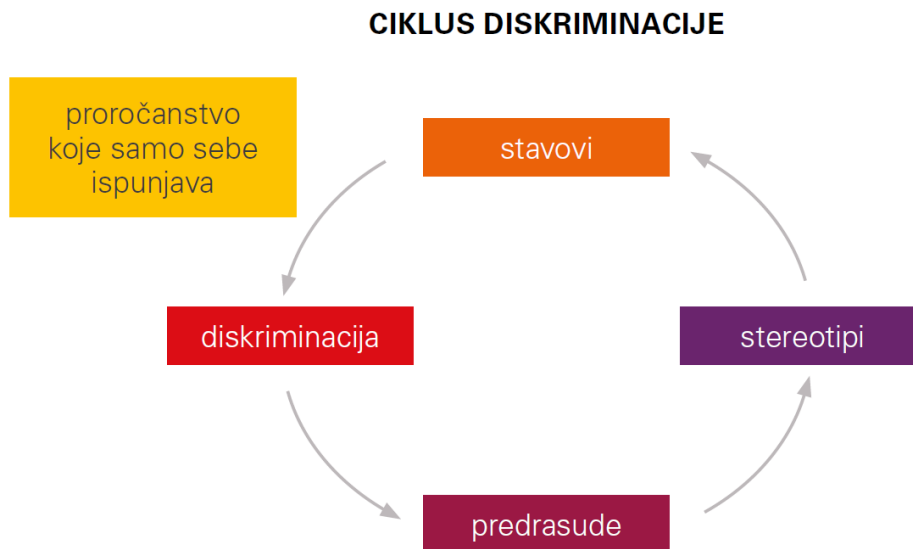 CIKLUS DISKRIMINACIJE
proročanstvo
koje samo sebe
ispunjava
stavovi
diskriminacija
stereotipi
predrasude